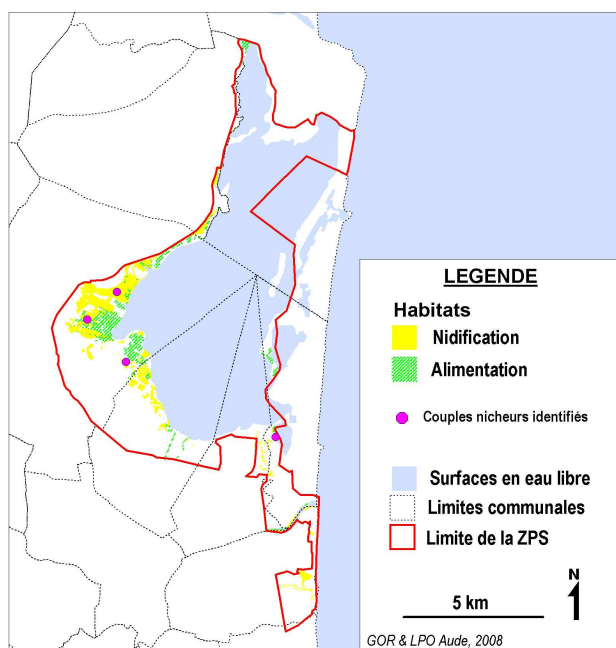 LEGENDE
Habitats
Nidification
Alimentation
Couples nicheurs identifiés
Surfaces en eau libre
Limites communales
Limite de la ZPS
N
5 km
GOR & LPO Aude, 2008